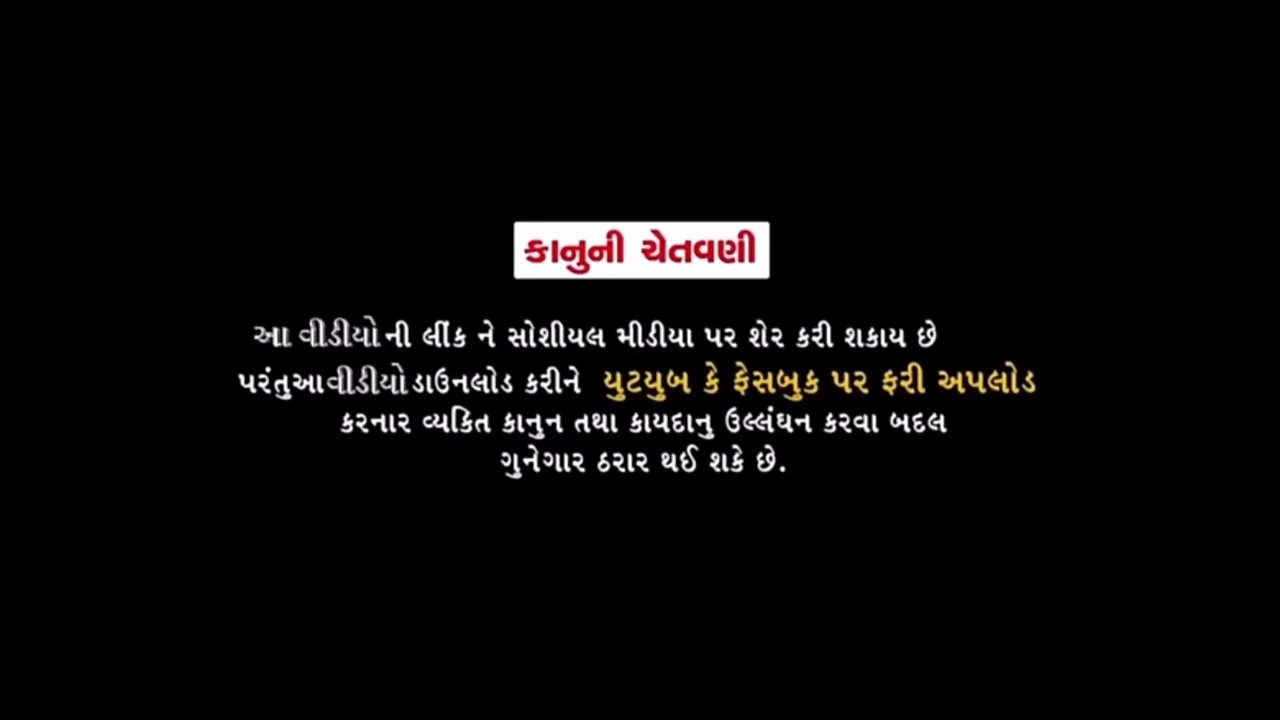 કાનુની ચેતવણી
આ વીડીયો ની લીંક ને સોશીયલ મીડીયા પર શેર કરી શકાય છે
પરંતુઆવીડીયો ડાઉનલોડ કરીને યુટયુબ કે ફેસબુક પર ફરી અપલોડ
કરનાર વ્યકિત કાનુન તથા કાયદાનુ ઉલ્લંઘન કરવા બદલ
ગુનેગાર ઠરાર થઈ શકે છે.